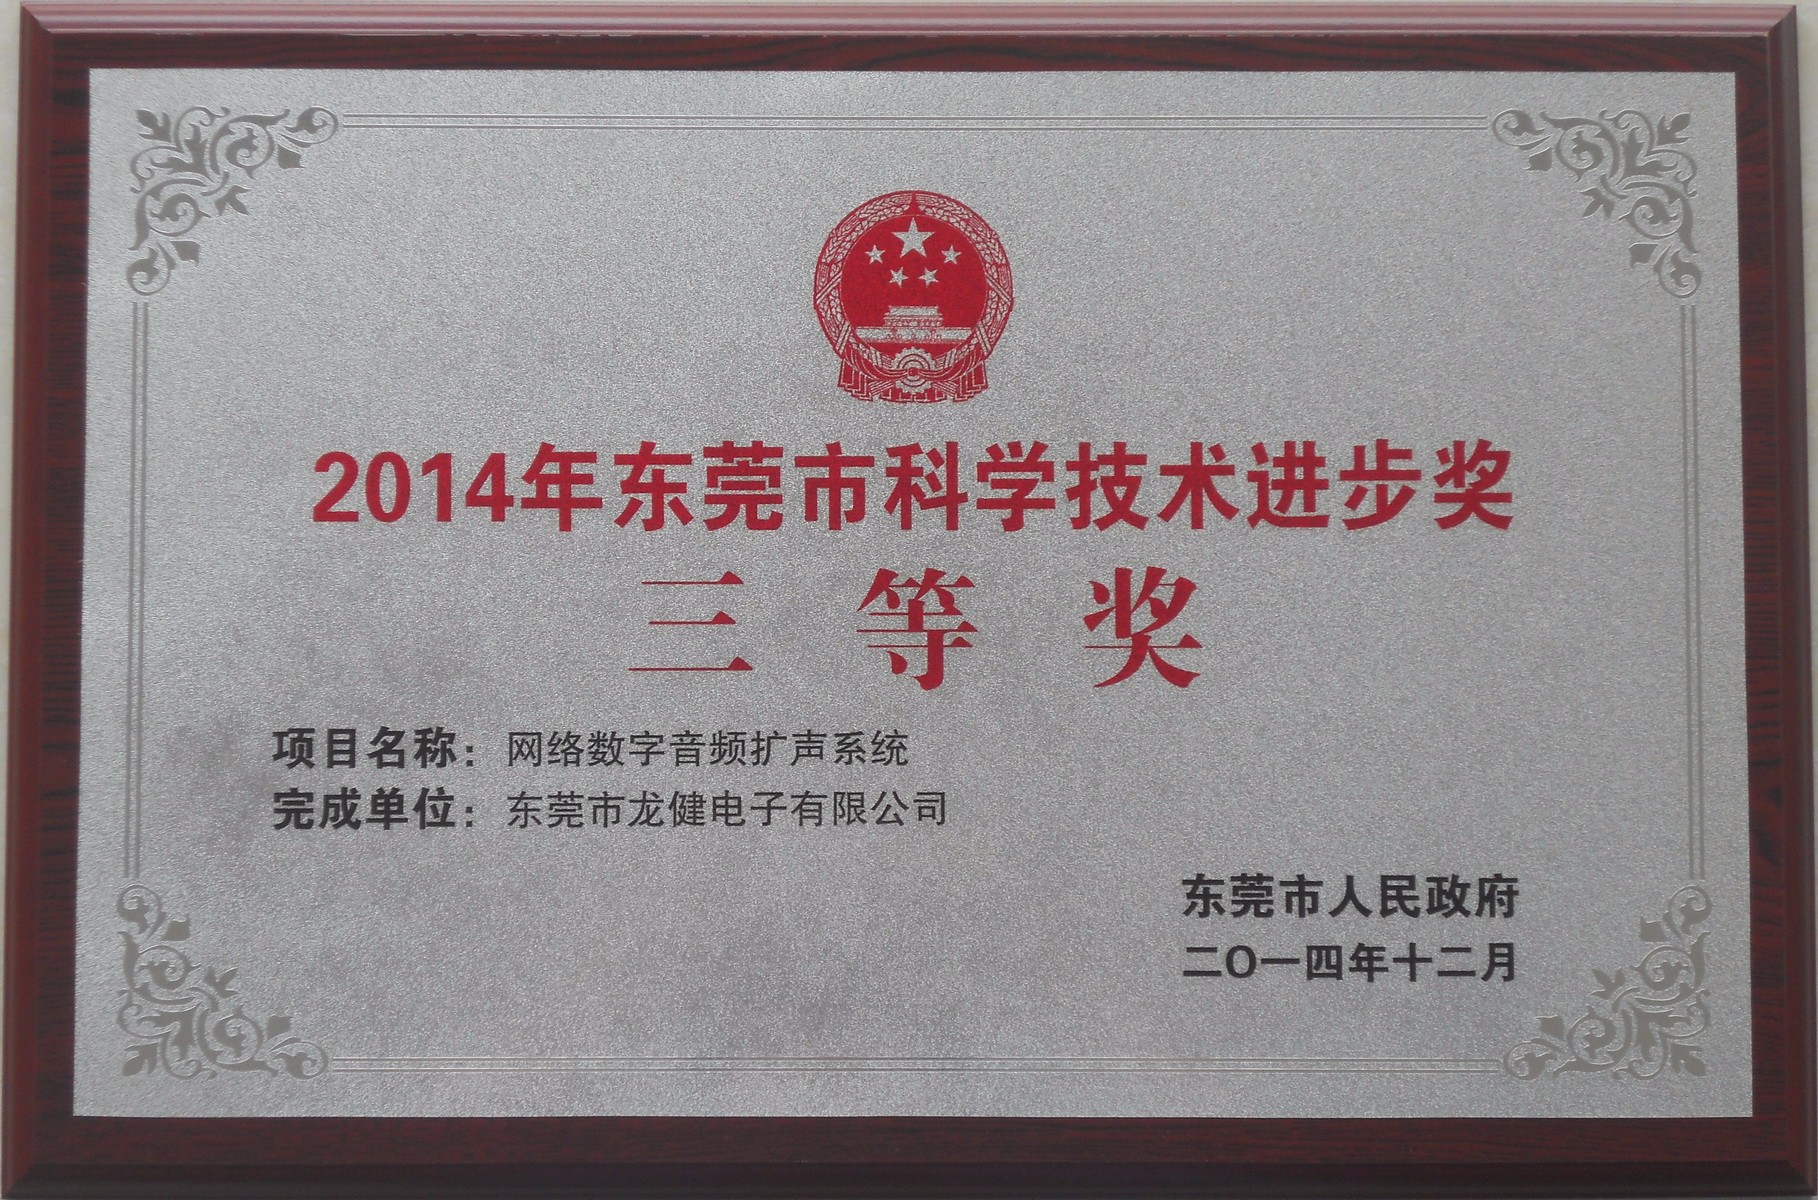 2014年东莞市科学技术进步奖
三等奖
项目名称：网络数字音频扩声系统
完成单位：东莞市龙健电子有限公司
东莞市人民政府
二〇一四年十二月